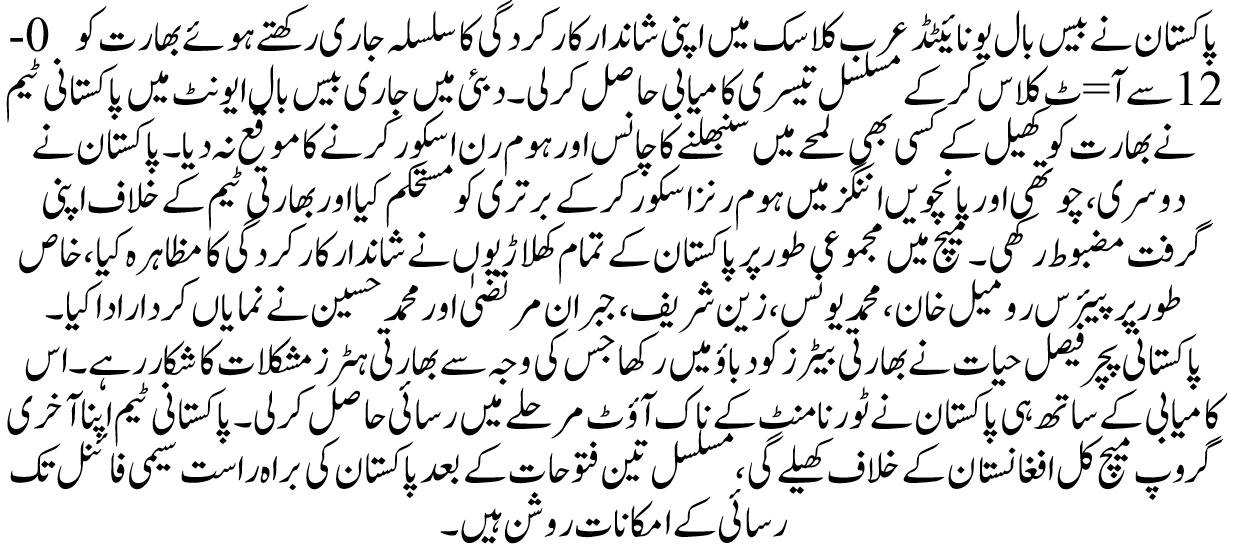 پاکستان نے بیس بال یونائیٹڈ عرب کلاسک میں اپنی شاندار کارکردگی کا سلسلہ جاری رکھتے ہوئے بھارت کو 0-
12 سے آ=ٹ کلاس کرکے مسلسل تیسری کامیابی حاصل کرلی۔ دبئی میں جاری بیس بال ایونٹ میں پاکستانی ٹیم
نے بھارت کو کھیل کے کسی بھی لمحے میں سنبھلنے کا چانس اور ہوم رن اسکور کرنے کا موقع نہ دیا۔ پاکستان نے
دوسری، چوتھی اور پانچویں اننگز میں ہوم رنز اسکور کرکے برتری کو مستحکم کیا اور بھارتی ٹیم کے خلاف اپنی
گرفت مضبوط رکھی۔ میچ میں مجموعی طور پر پاکستان کے تمام کھلاڑیوں نے شاندار کارکردگی کا مظاہرہ کیا، خاص
طور پر پیئرس رومیل خان، محمد یونس، زین شریف، جبران مرتضیٰ اور محمد حسین نے نمایاں کردار ادا کیا۔
پاکستانی پچر فیصل حیات نے بھارتی بیٹرز کو دباؤ میں رکھا جس کی وجہ سے بھارتی ہٹرز مشکلات کا شکار رہے۔ اس
کامیابی کے ساتھ ہی پاکستان نے ٹورنامنٹ کے ناک آؤٹ مرحلے میں رسائی حاصل کرلی۔ پاکستانی ٹیم اپنا آخری
گروپ میچ کل افغانستان کے خلاف کھیلے گی، مسلسل تین فتوحات کے بعد پاکستان کی براہ راست سیمی فائنل تک
رسائی کے امکانات روشن ہیں۔